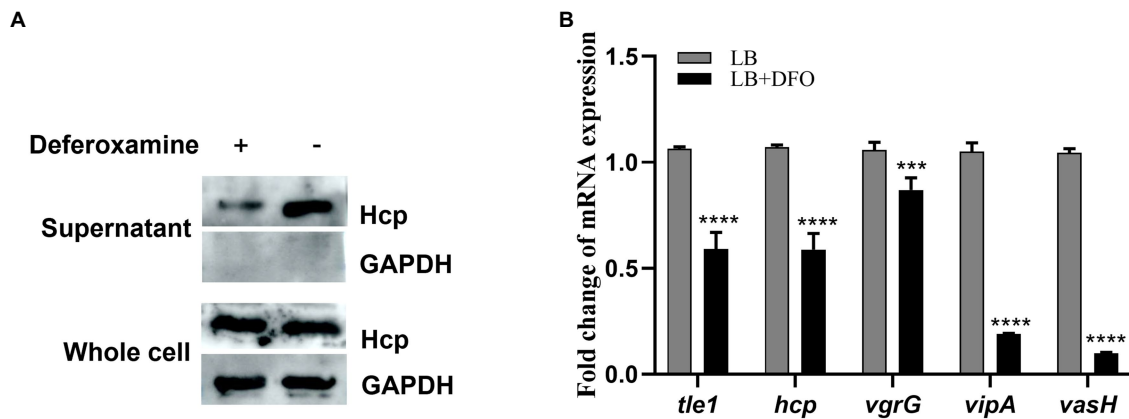 A
Deferoxamine + -
Supernatant
Hcp
GAPDH
Whole cell
Hcp
GAPDH
B
Fold change of mRNA expression
1.5
1.0
0.5
0.0
LB
LB+DFO
**** **** *** **** ****
tle1 hcp vgrG vipA vasH